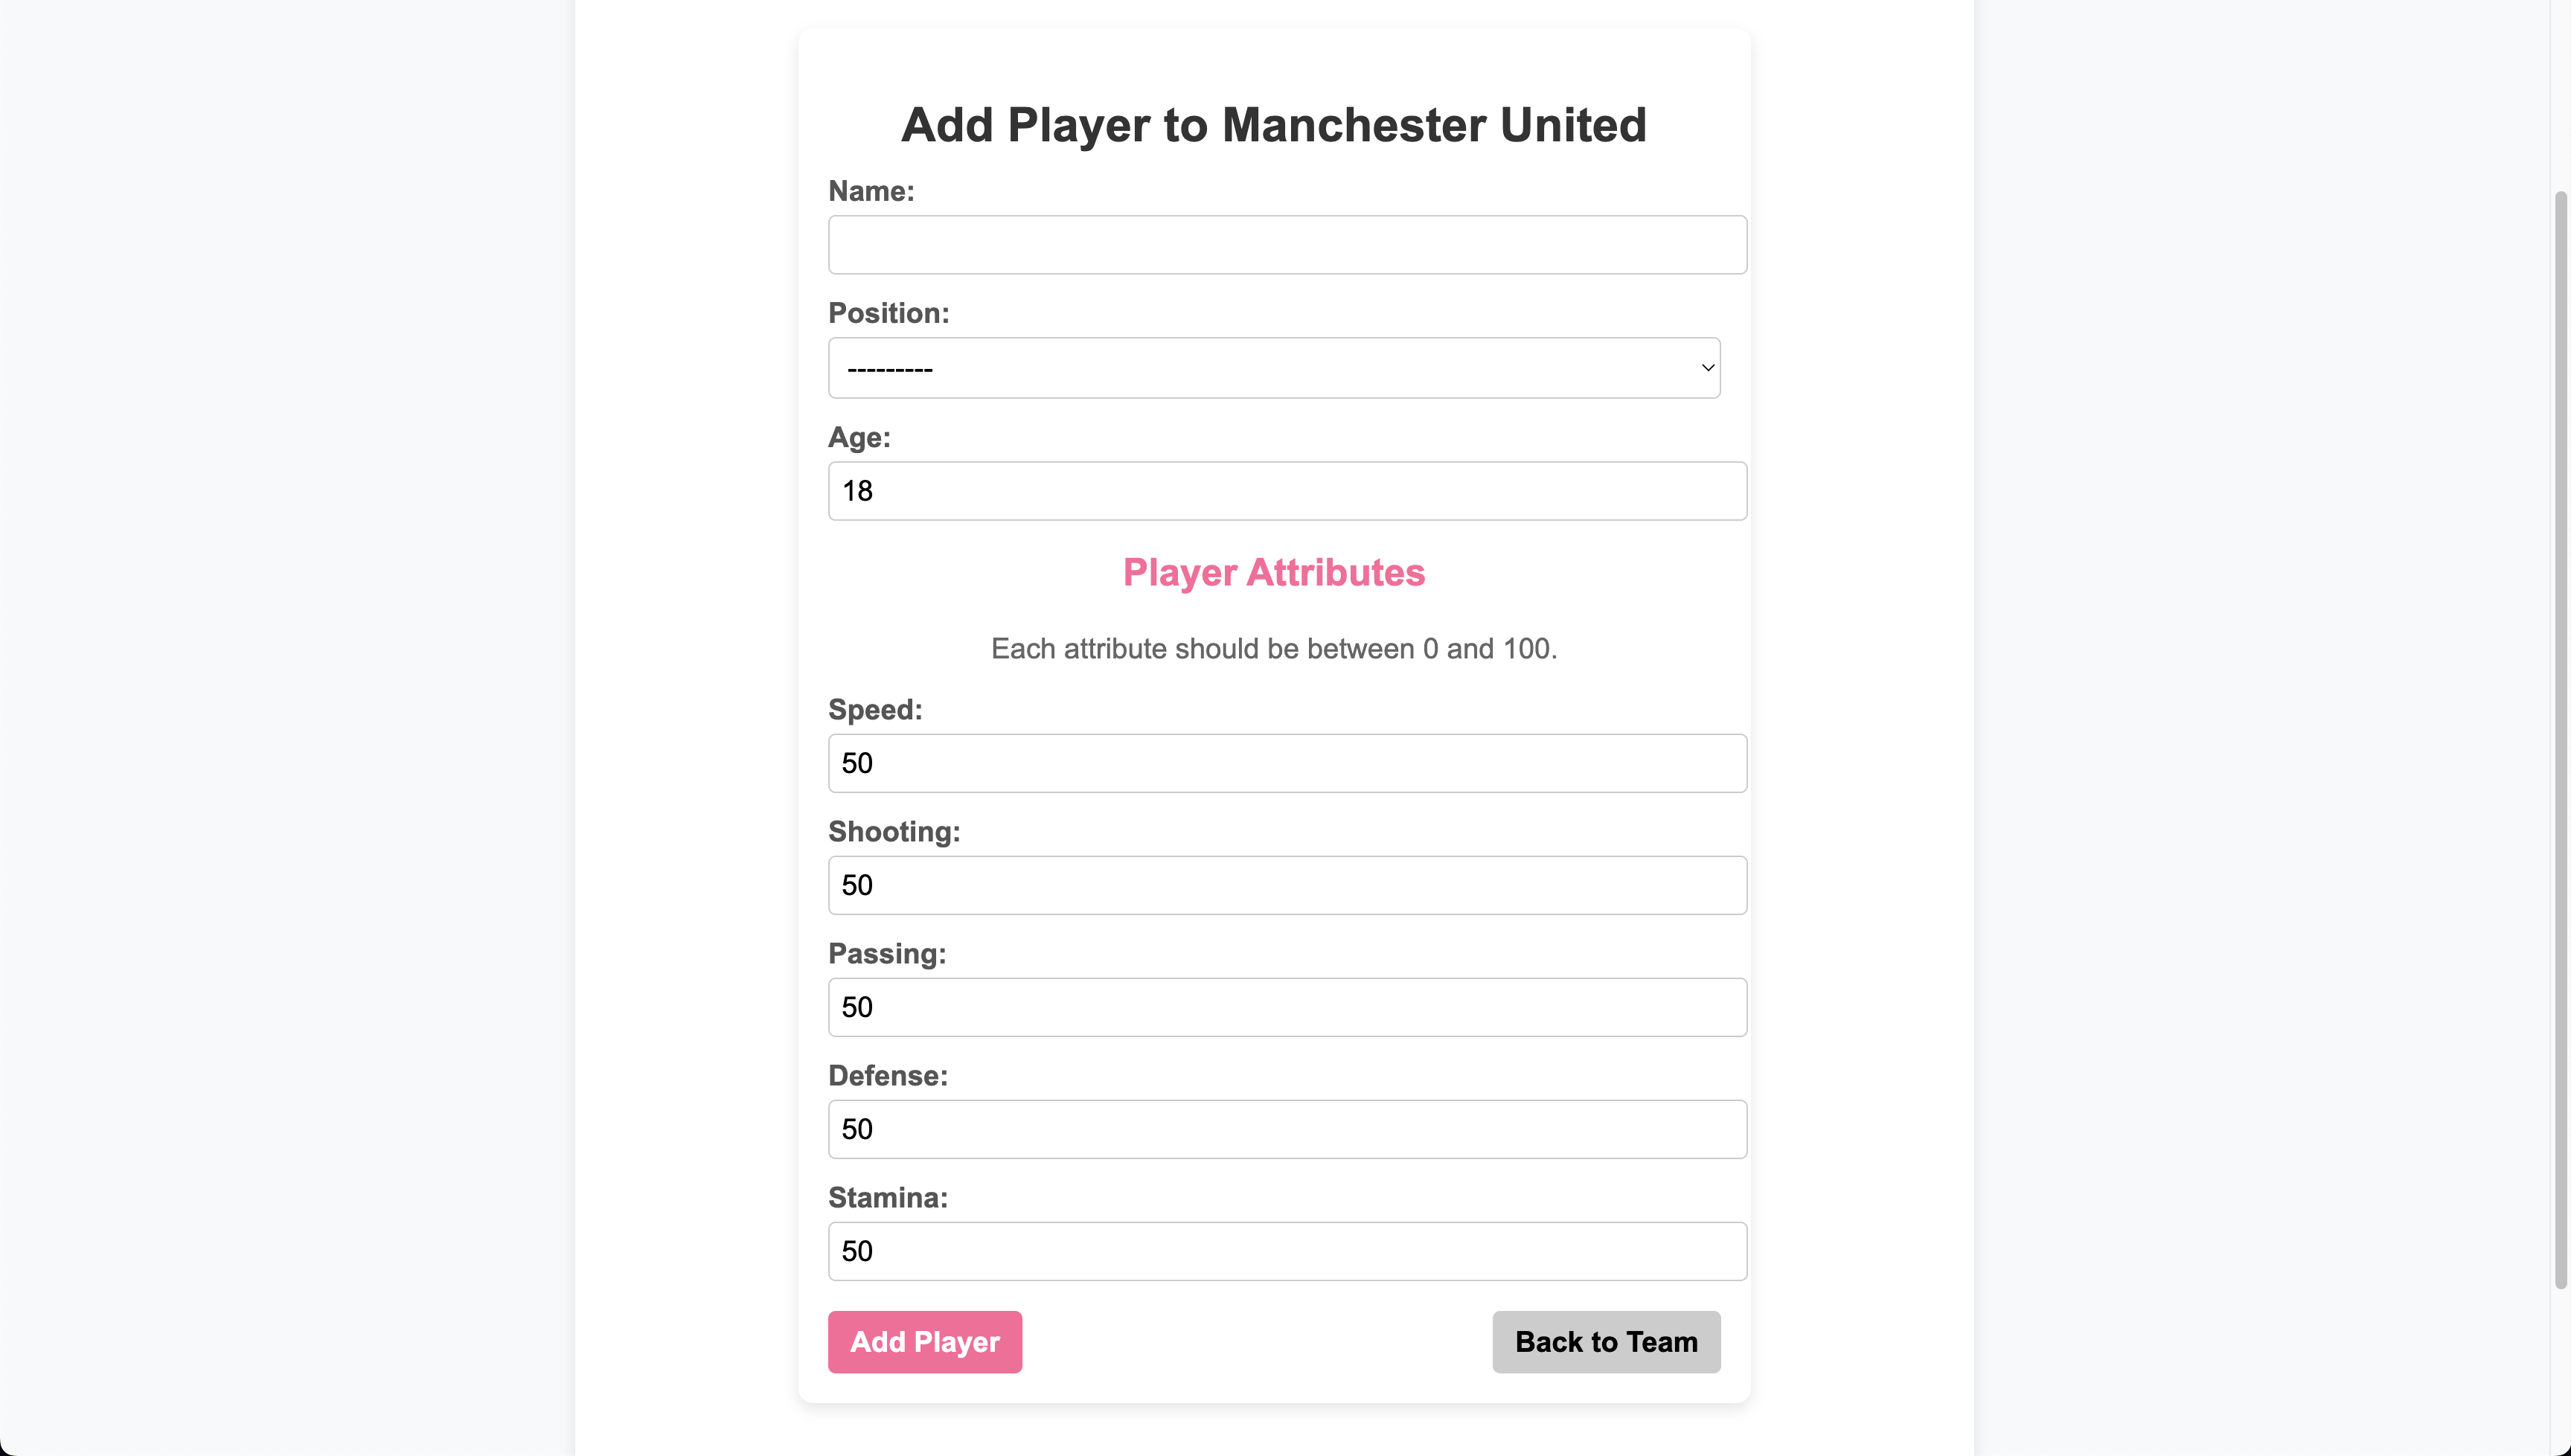 Add Player to Manchester United
Name:
Position:
---------
Age:
18
Player Attributes
Each attribute should be between 0 and 100.
Speed:
50
Shooting:
50
Passing:
50
Defense:
50
Stamina:
50
Add Player
Back to Team